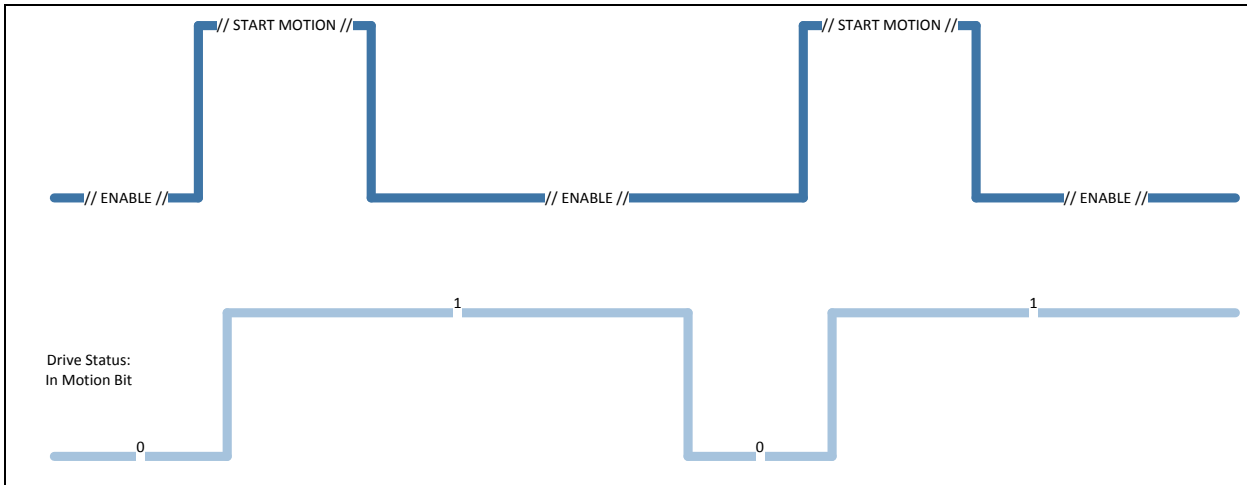 // START MOTION //
// START MOTION //
// ENABLE //
// ENABLE //
// ENABLE //
1
1
Drive Status:
In Motion Bit
0
0